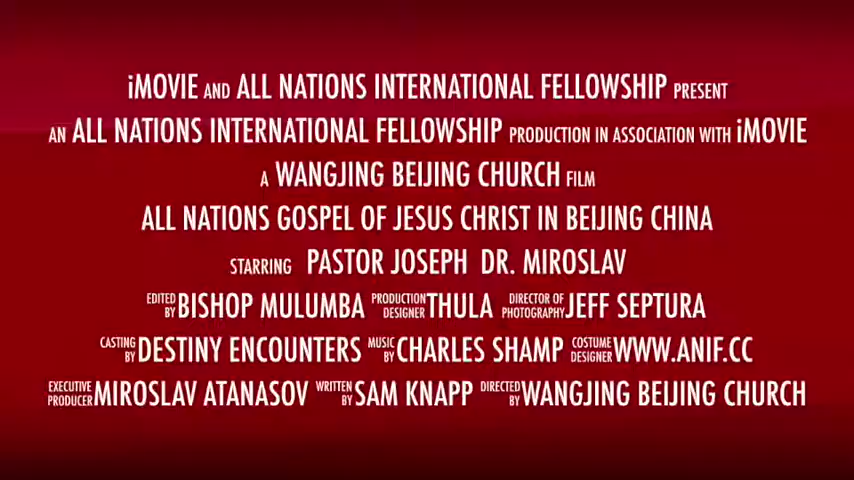 iMOVIE AND ALL NATIONS INTERNATIONAL FELLOWSHIP PRESENT
AN ALL NATIONS INTERNATIONAL FELLOWSHIP PRODUCTION IN ASSOCIATION WITH iMOVIE
A WANGJING BEIJING CHURCH FILM
ALL NATIONS GOSPEL OF JESUS CHRIST IN BEIJING CHINA
STARRING PASTOR JOSEPH DR. MIROSLAV
EDITED BY BISHOP MULUMBA PRODUCTION DESIGNER THULA DIRECTOR OF PHOTOGRAPHY JEFF SEPTURA
CASTING BY DESTINY ENCOUNTERS MUSIC BY CHARLES SHAMP COSTUME DESIGNER WWW.ANIF.CC
EXECUTIVE PRODUCER MIROSLAV ATANASOV WRITTEN BY SAM KNAPP DIRECTED BY WANGJING BEIJING CHURCH